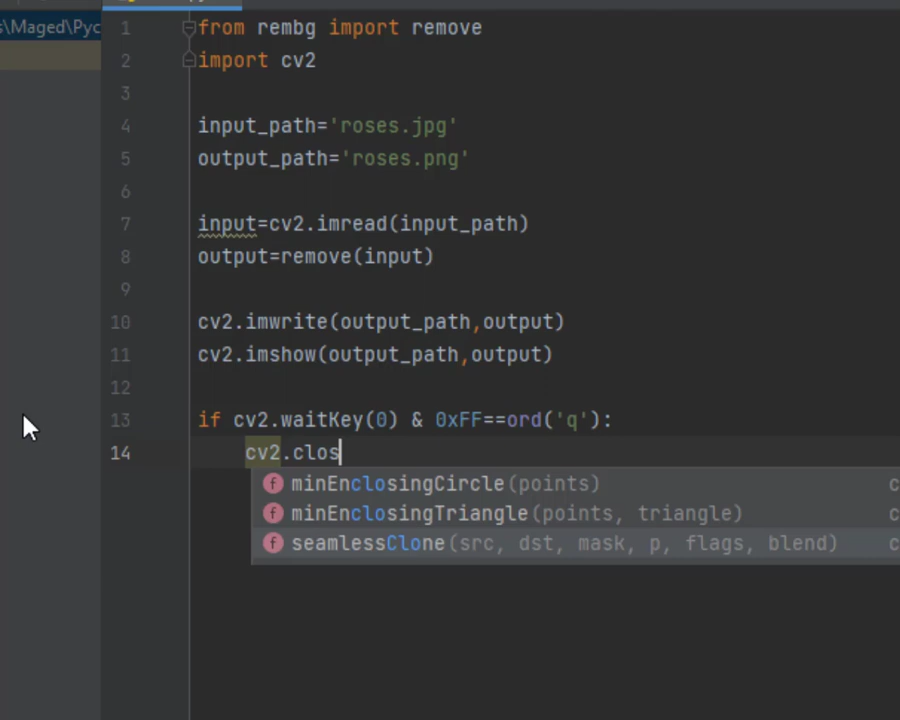 s\Maged\Pyc
1 from rembg import remove
2 import cv2
3
4 input_path='roses.jpg'
5 output_path='roses.png'
6
7 input=cv2.imread(input_path)
8 output=remove(input)
9
10 cv2.imwrite(output_path,output)
11 cv2.imshow(output_path,output)
12
13 if cv2.waitKey(0) & 0xFF==ord('q'):
14 cv2.clos
f minEnclosingCircle(points) c
f minEnclosingTriangle(points, triangle) c
f seamlessClone(src, dst, mask, p, flags, blend) c